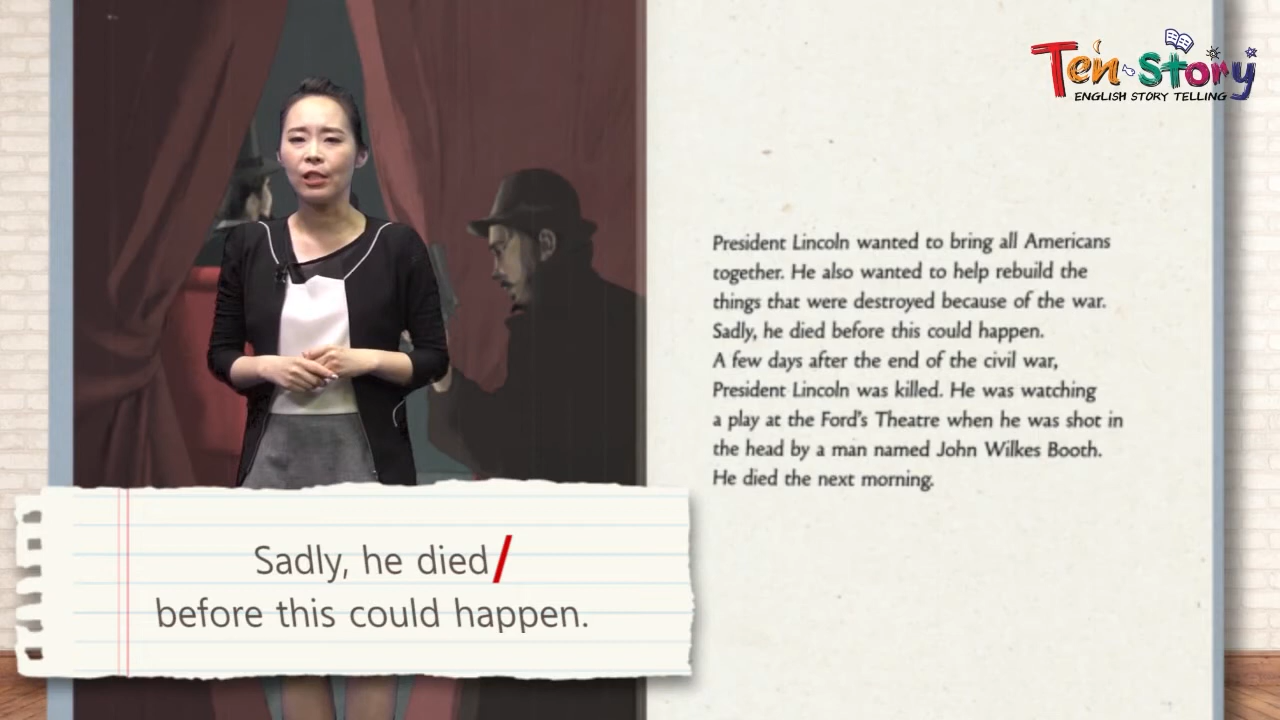 Ten Story
ENGLISH STORY TELLING
President Lincoln wanted to bring all Americans
together. He also wanted to help rebuild the
things that were destroyed because of the war.
Sadly, he died before this could happen.
A few days after the end of the civil war,
President Lincoln was killed. He was watching
a play at the Ford's Theatre when he was shot in
the head by a man named John Wilkes Booth.
He died the next morning.
Sadly, he died/
before this could happen.